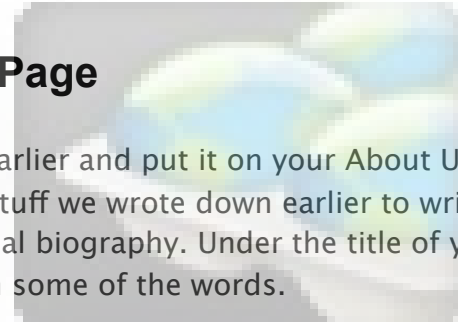 Page
arlier and put it on your About U
tuff we wrote down earlier to wri
al biography. Under the title of y
some of the words.